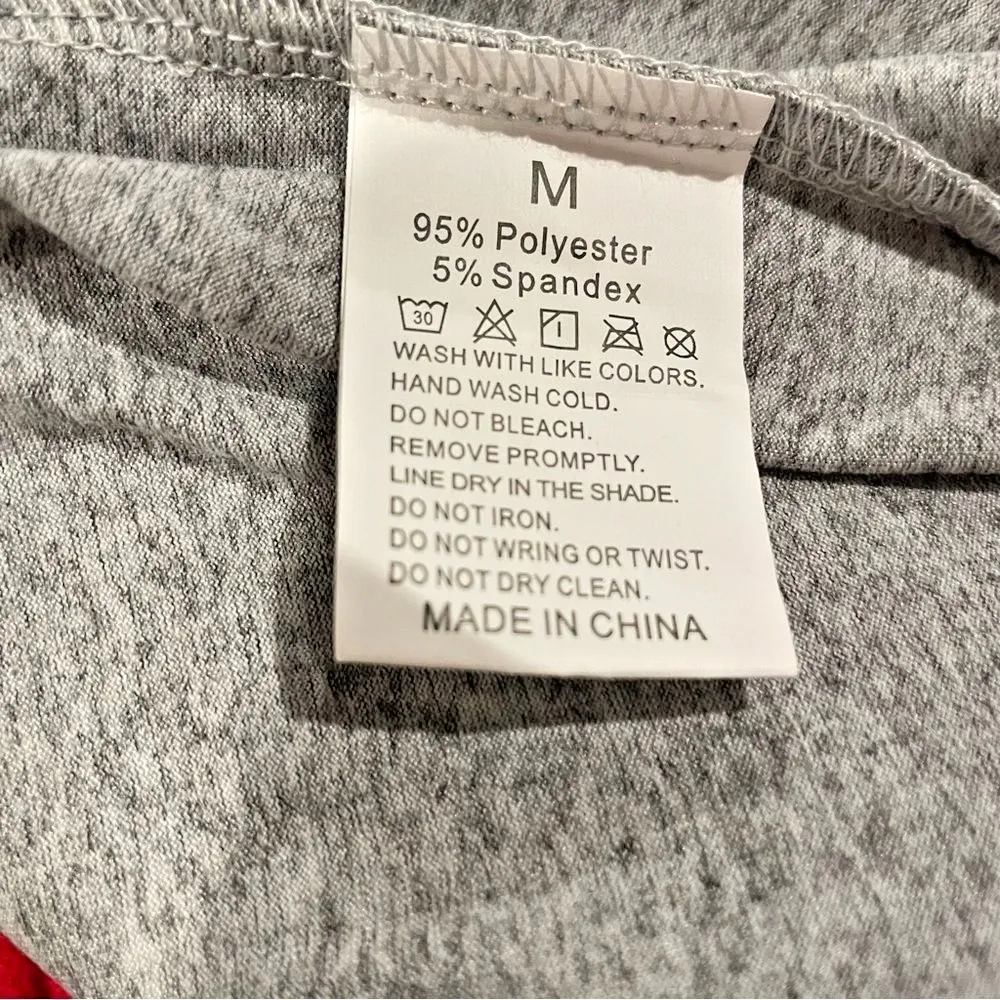 M
95% Polyester
5% Spandex
30
WASH WITH LIKE COLORS.
HAND WASH COLD.
DO NOT BLEACH.
REMOVE PROMPTLY.
LINE DRY IN THE SHADE.
DO NOT IRON.
DO NOT WRING OR TWIST.
DO NOT DRY CLEAN.
MADE IN CHINA